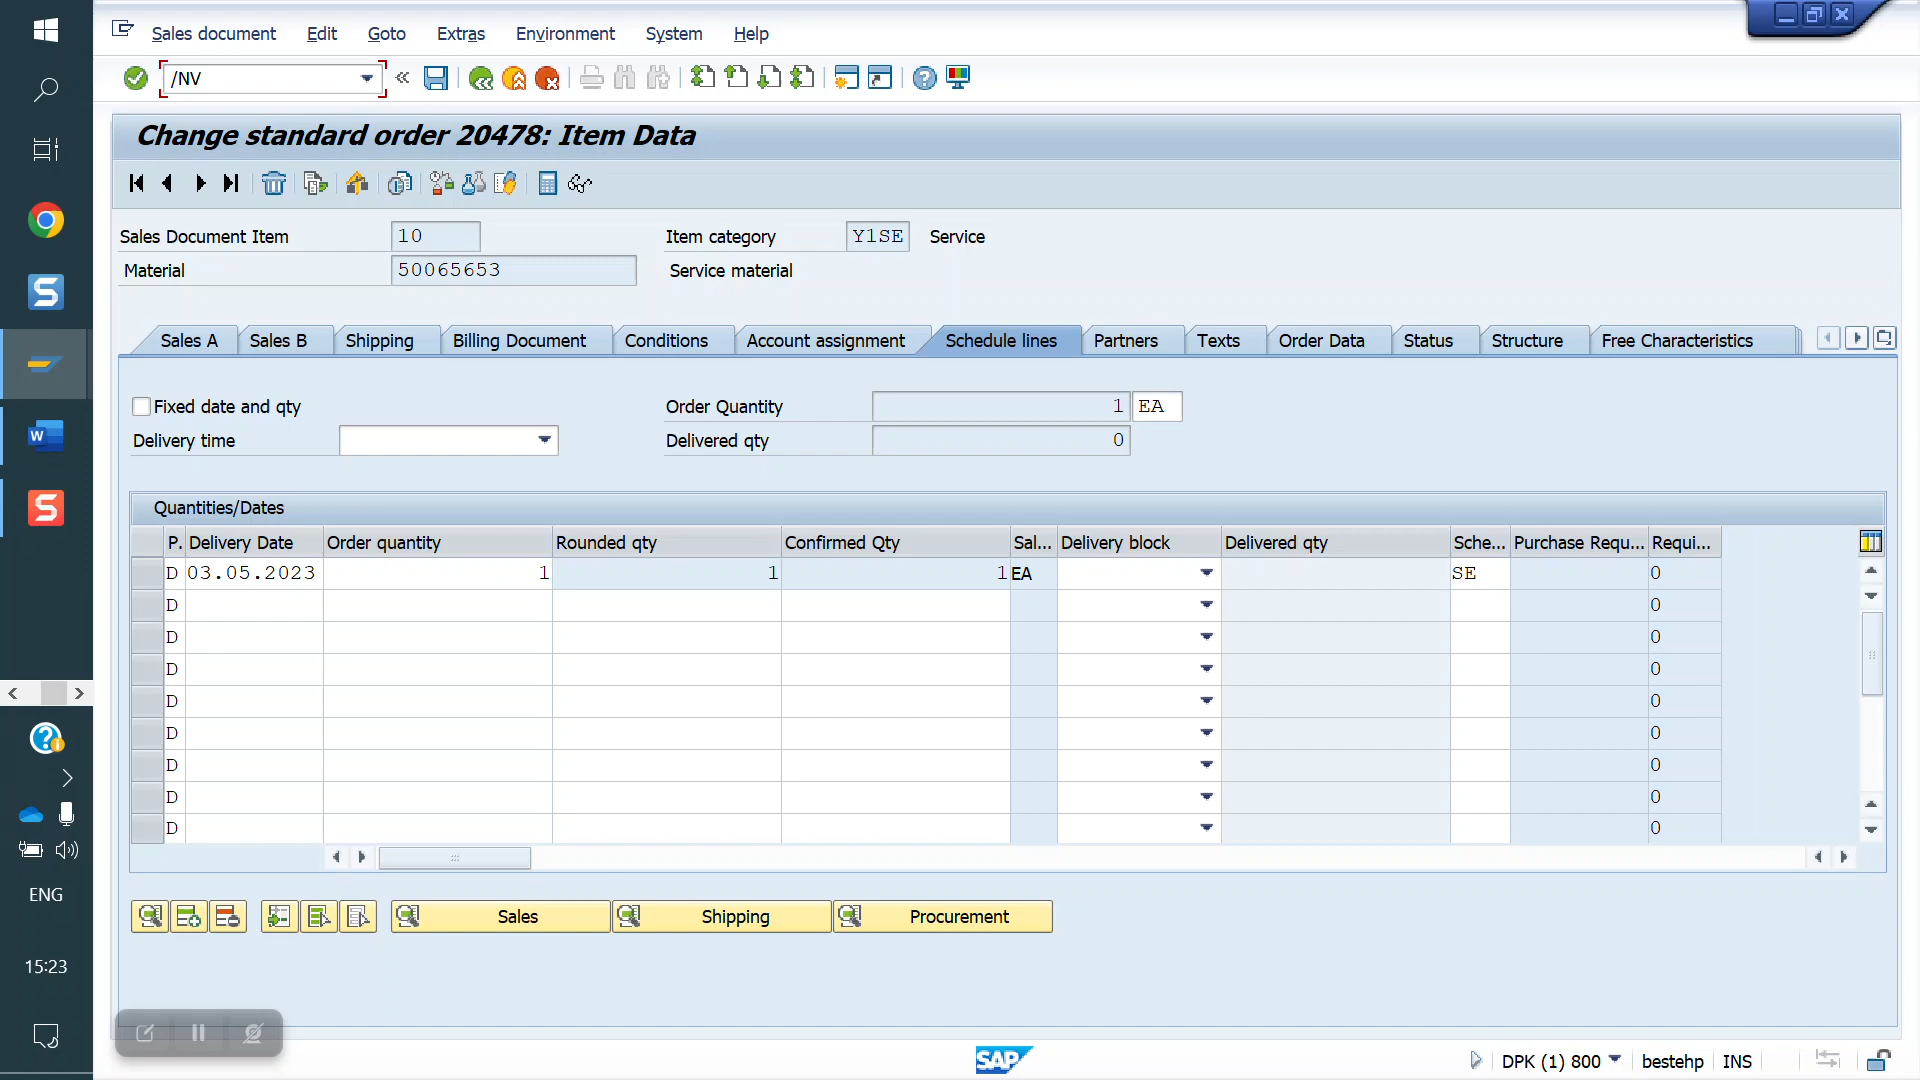 Sales document Edit Goto Extras Environment System Help
/NV
Change standard order 20478: Item Data
Sales Document Item 10 Item category Y1SE Service
Material 50065653 Service material
Sales A Sales B Shipping Billing Document Conditions Account assignment Schedule lines Partners Texts Order Data Status Structure Free Characteristics
Fixed date and qty Order Quantity 1 EA
Delivery time Delivered qty 0
Quantities/Dates
P. Delivery Date Order quantity Rounded qty Confirmed Qty Sal... Delivery block Delivered qty Sche... Purchase Requ... Requi...
D 03.05.2023 1 1 1 EA SE 0
D 0
D 0
D 0
D 0
D 0
D 0
D 0
D 0
Sales Shipping Procurement
ENG
15:23
SAP DPK (1) 800 bestehp INS